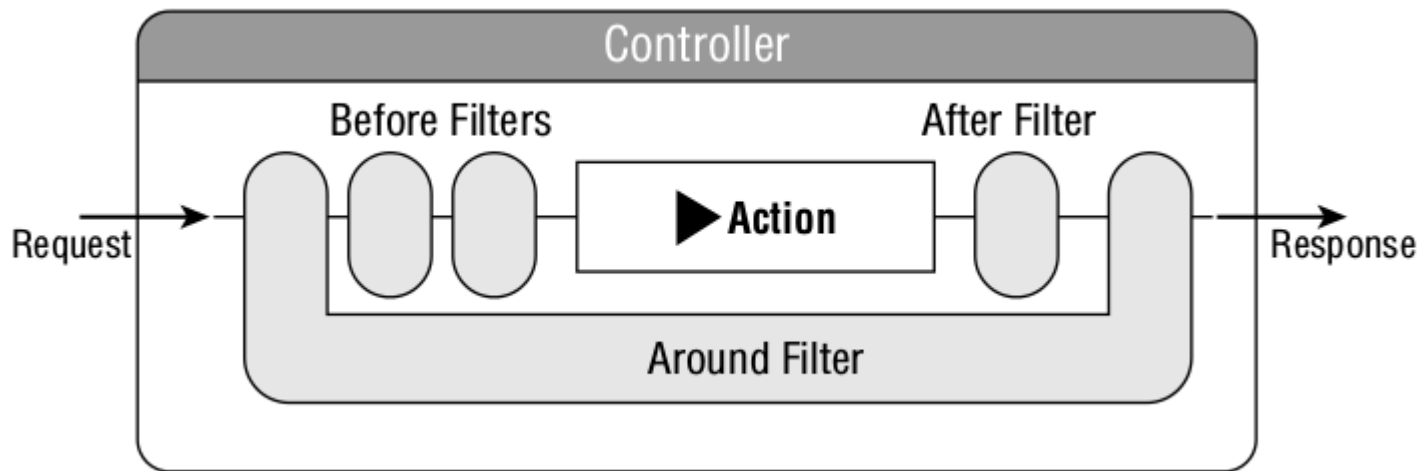 Controller
Before Filters
After Filter
Action
Request
Response
Around Filter